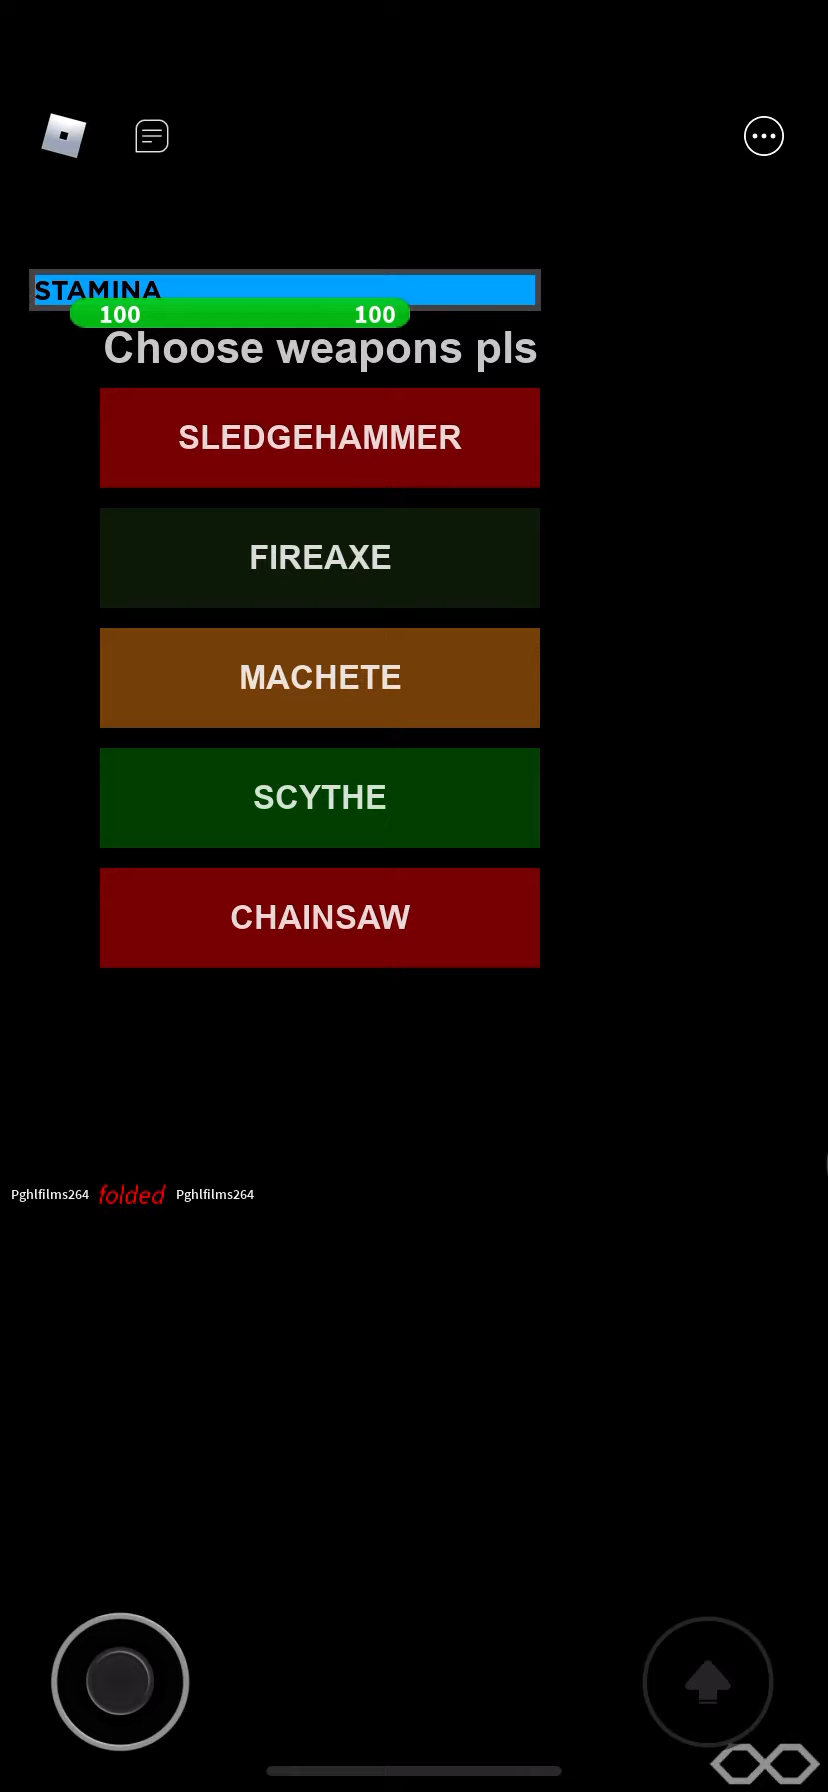 STAMINA
100 100
Choose weapons pls
SLEDGEHAMMER
FIREAXE
MACHETE
SCYTHE
CHAINSAW
Pghlfilms264 folded Pghlfilms264